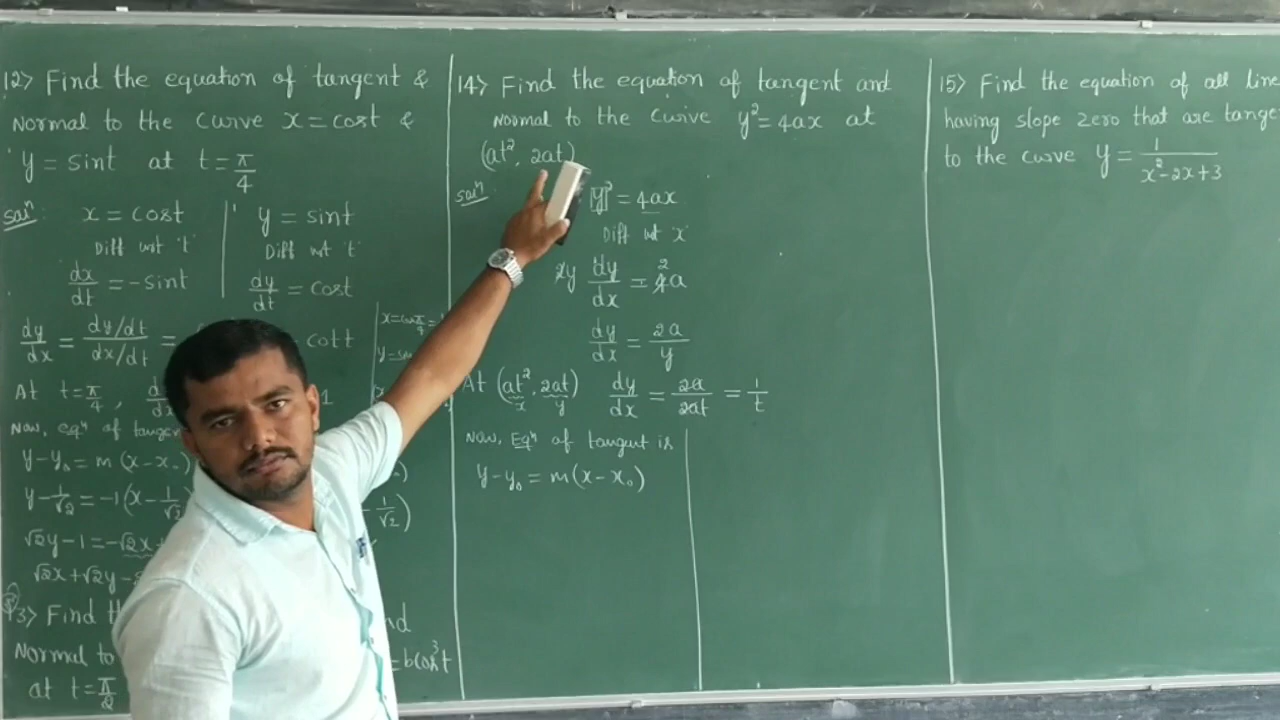 12> Find the equation of tangent &
Normal to the curve x = cost &
y = sint at t = π/4
Solⁿ: x = cost
Diff wrt 't'
dx/dt = -sint
y = sint
Diff wrt 't'
dy/dt = cost
dy/dx = dy/dt / dx/dt = cott
At t = π/4,
Now, eqⁿ of
y - y₀ = m (x - x₀)
y - 1/√2 = -1 (x - 1/√2)
√2y - 1 = -√2x
√2x + √2y -
13> Find
Normal to = bcos³t
at t = π/2
14> Find the equation of tangent and
Normal to the curve y² = 4ax at
(at², 2at)
Solⁿ: y² = 4ax
Diff wrt 'x'
2y dy/dx = 4a 2
dy/dx = 2a/y
At (at², 2at) dy/dx = 2a/2at = 1/t
x y
Now, Eqⁿ of tangent is
y - y₀ = m (x - x₀)
15> Find the equation of all line
having slope zero that are tange
to the curve y = 1/x²-2x+3